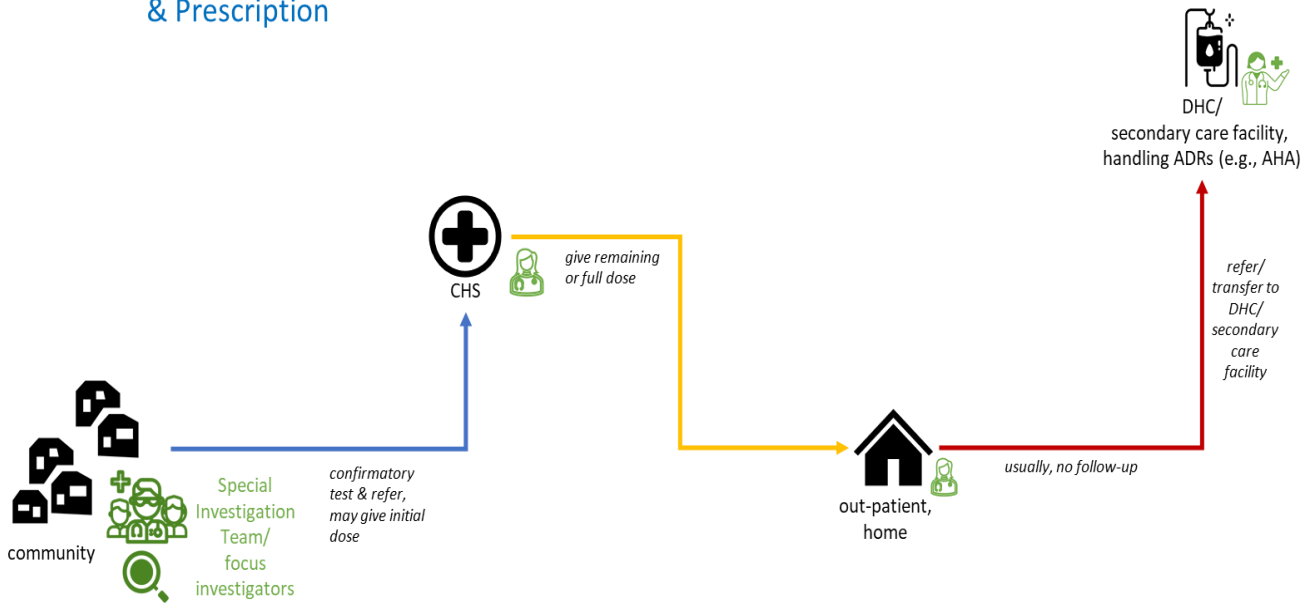 & Prescription
DHC/
secondary care facility,
handling ADRs (e.g., AHA)
CHS
give remaining
or full dose
refer/
transfer to
DHC/
secondary
care
facility
community
Special
Investigation
Team/
focus
investigators
confirmatory
test & refer,
may give initial
dose
out-patient,
home
usually, no follow-up